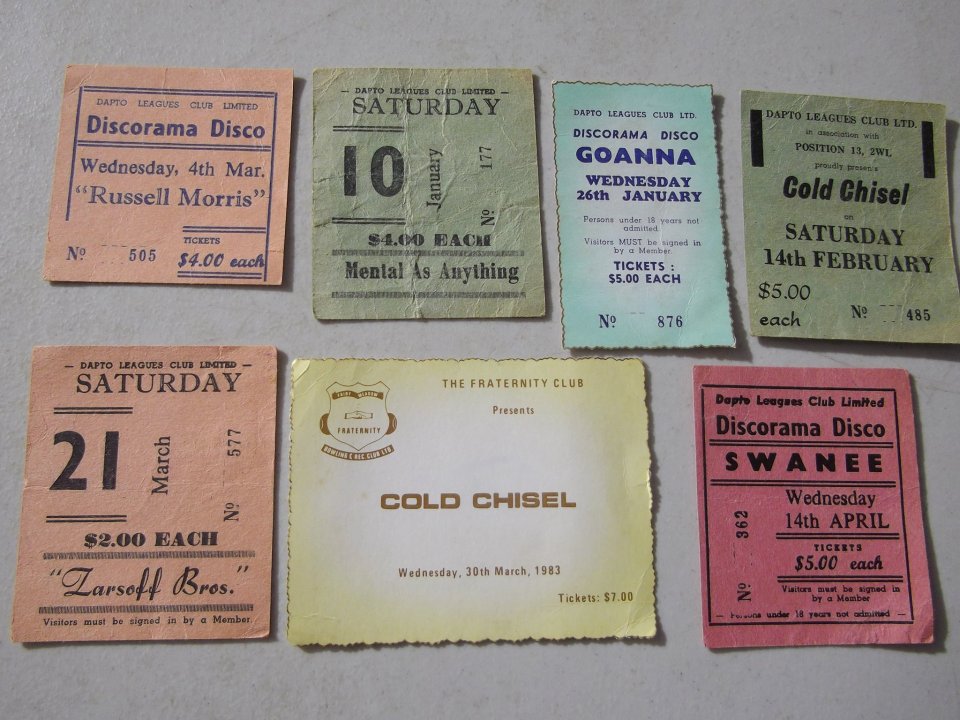 DAPTO LEAGUES CLUB LIMITED
Discorama Disco
Wednesday, 4th Mar.
"Russell Morris"
TICKETS
Nº 505
$4.00 each
— DAPTO LEAGUES CLUB LIMITED —
SATURDAY
10
January
Nº 177
$4.00 EACH
Mental As Anything
DAPTO LEAGUES CLUB LTD.
DISCORAMA DISCO
GOANNA
WEDNESDAY
26th JANUARY
Persons under 18 years not
admitted.
Visitors MUST be signed in
by a Member.
TICKETS :
$5.00 EACH
Nº 876
DAPTO LEAGUES CLUB LTD.
in association with
POSITION 13, 2WL
proudly presents
Cold Chisel
on
SATURDAY
14th FEBRUARY
$5.00
each
Nº 485
— DAPTO LEAGUES CLUB LIMITED —
SATURDAY
21
March
Nº 577
$2.00 EACH
"Zarsoff Bros."
Visitors must be signed in by a Member.
THE FRATERNITY CLUB
Presents
FRATERNITY
BOWLING & REC. CLUB LTD
COLD CHISEL
Wednesday, 30th March, 1983
Tickets: $7.00
Dapto Leagues Club Limited
Discorama Disco
SWANEE
Wednesday
14th APRIL
Nº 362
TICKETS
$5.00 each
Visitors must be signed in
by a Member
— Persons under 18 years not admitted —